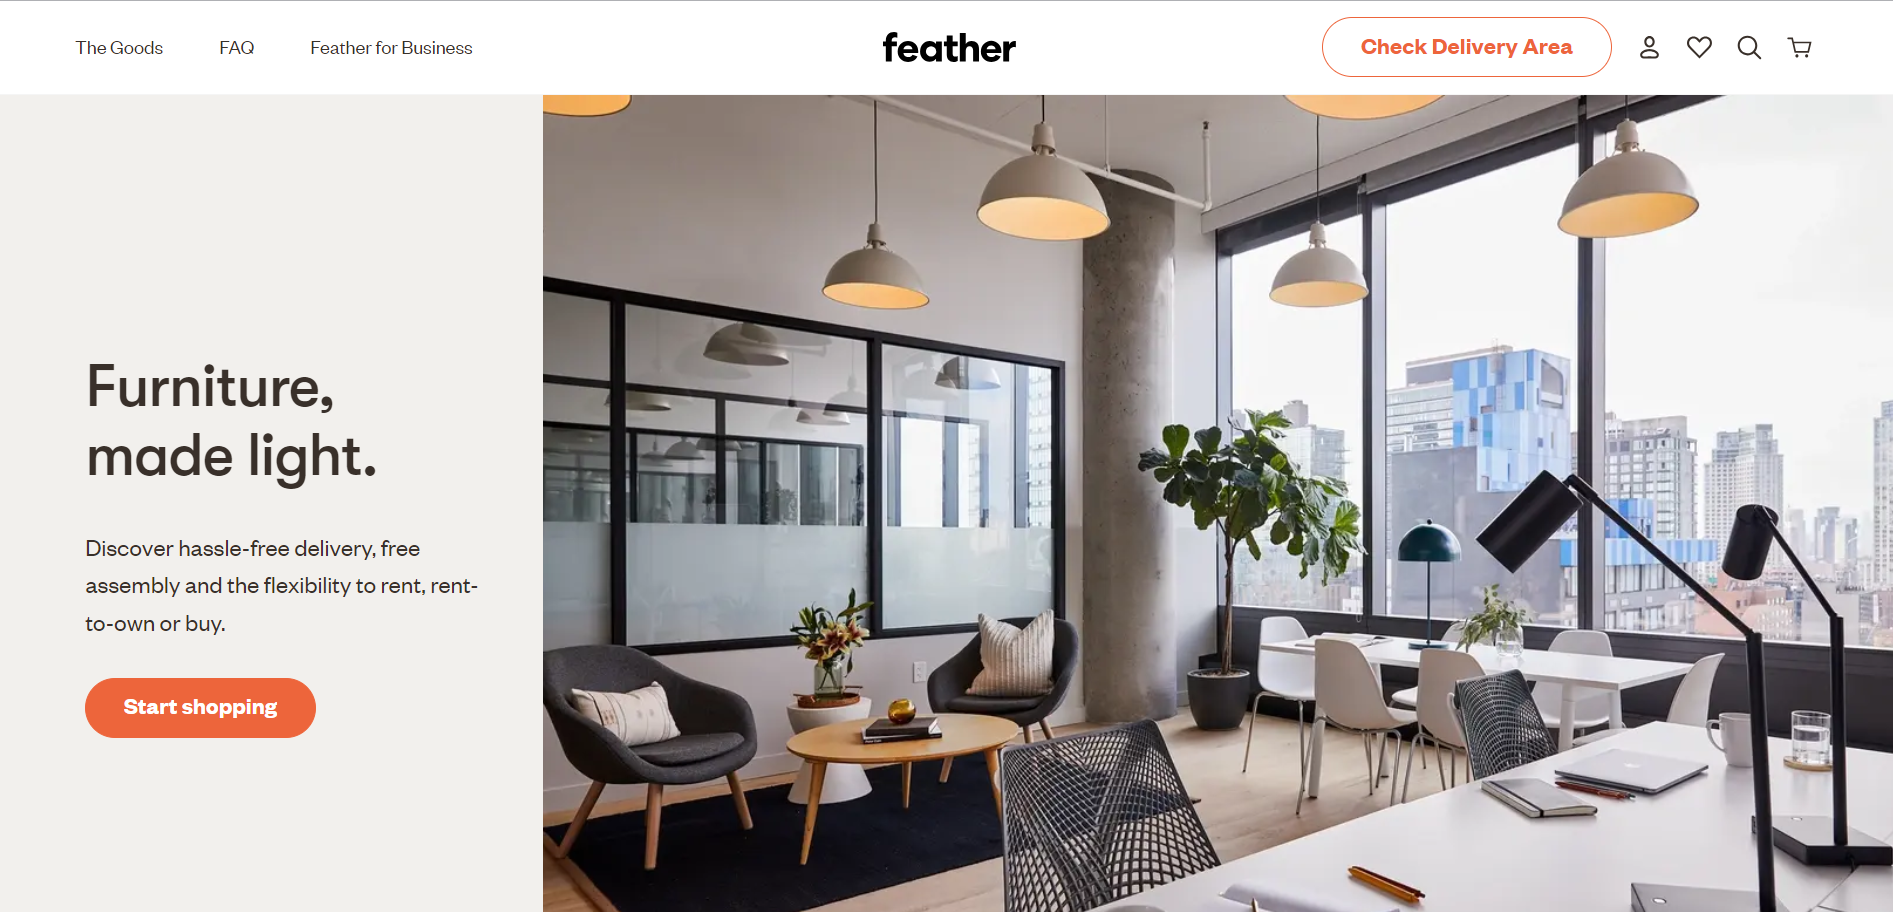 The Goods
FAQ
Feather for Business
feather
Check Delivery Area
Furniture,
made light.
Discover hassle-free delivery, free
assembly and the flexibility to rent, rent-
to-own or buy.
Start shopping